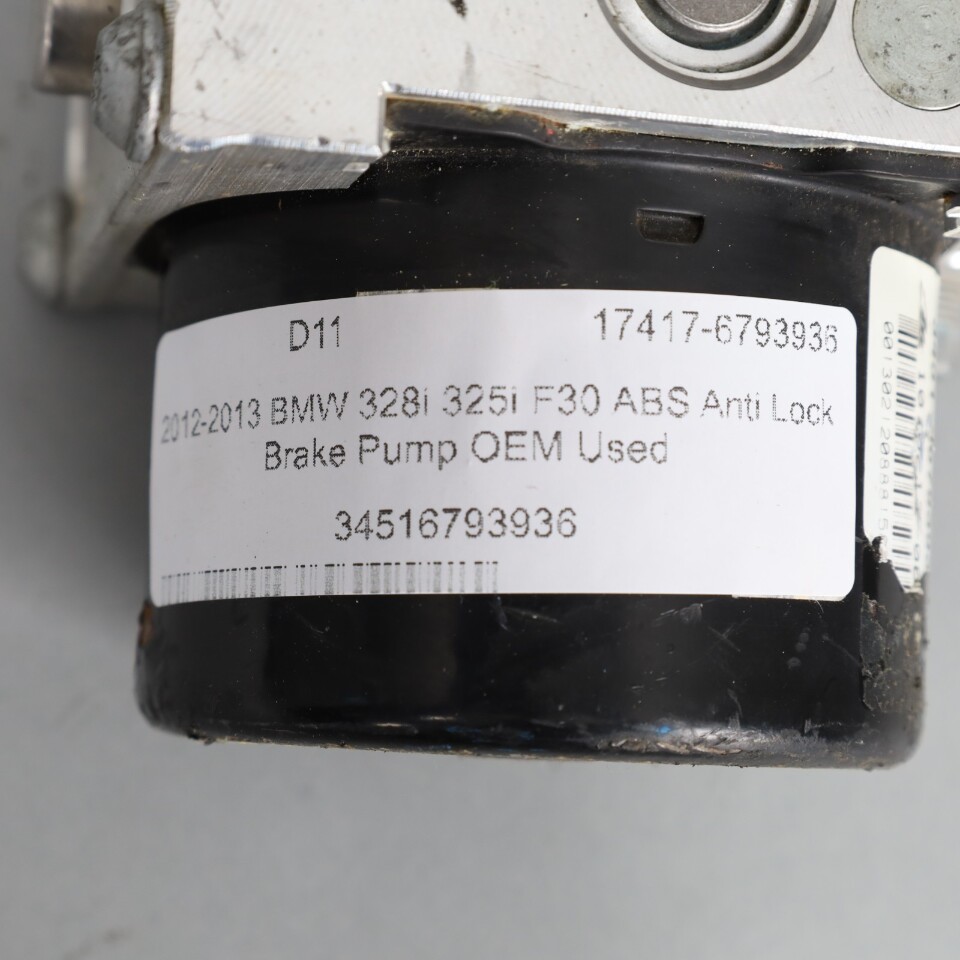 D11 17417-6793936
2012-2013 BMW 328i 325i F30 ABS Anti Lock
Brake Pump OEM Used
34516793936